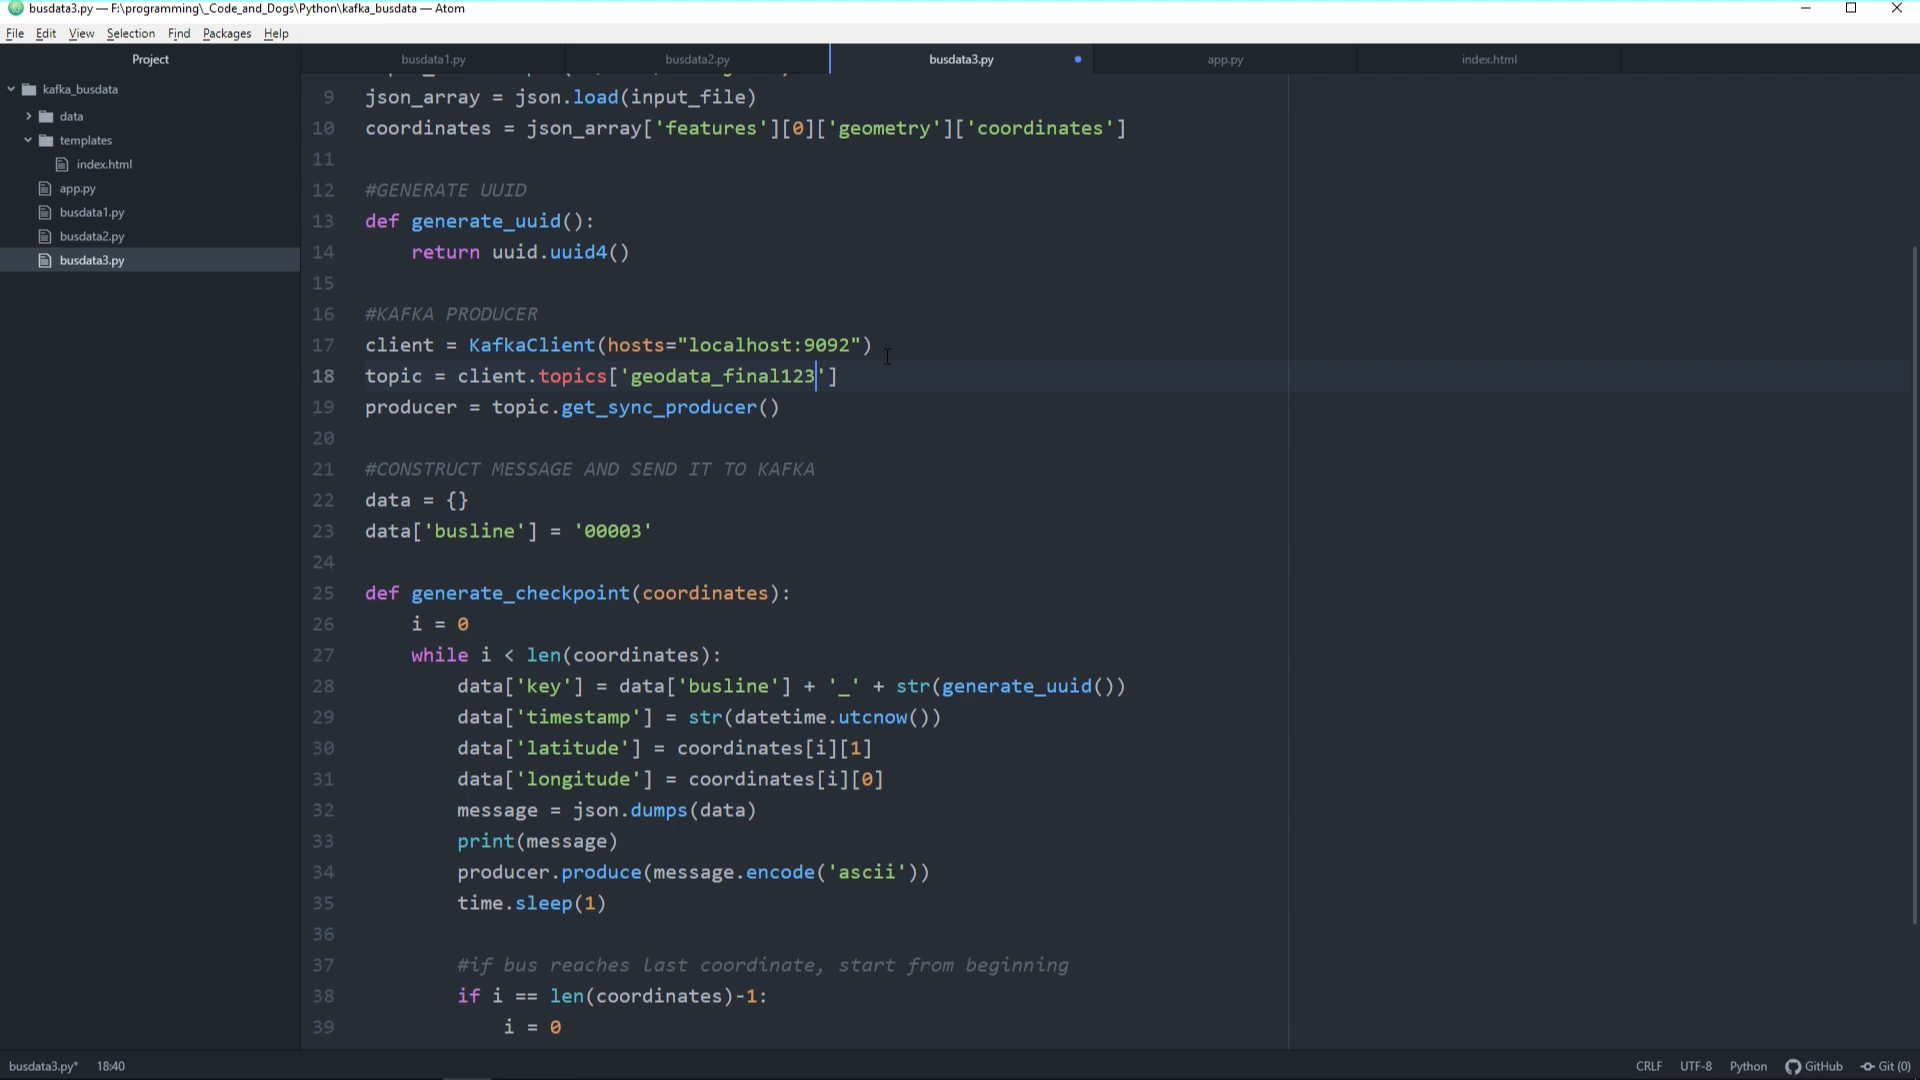 busdata3.py — F:\programming\_Code_and_Dogs\Python\kafka_busdata — Atom
File Edit View Selection Find Packages Help
Project
busdata1.py busdata2.py busdata3.py app.py index.html
kafka_busdata
data
templates
index.html
app.py
busdata1.py
busdata2.py
busdata3.py
9 json_array = json.load(input_file)
10 coordinates = json_array['features'][0]['geometry']['coordinates']
11
12 #GENERATE UUID
13 def generate_uuid():
14     return uuid.uuid4()
15
16 #KAFKA PRODUCER
17 client = KafkaClient(hosts="localhost:9092")
18 topic = client.topics['geodata_final123']
19 producer = topic.get_sync_producer()
20
21 #CONSTRUCT MESSAGE AND SEND IT TO KAFKA
22 data = {}
23 data['busline'] = '00003'
24
25 def generate_checkpoint(coordinates):
26     i = 0
27     while i < len(coordinates):
28         data['key'] = data['busline'] + '_' + str(generate_uuid())
29         data['timestamp'] = str(datetime.utcnow())
30         data['latitude'] = coordinates[i][1]
31         data['longitude'] = coordinates[i][0]
32         message = json.dumps(data)
33         print(message)
34         producer.produce(message.encode('ascii'))
35         time.sleep(1)
36
37         #if bus reaches last coordinate, start from beginning
38         if i == len(coordinates)-1:
39             i = 0
busdata3.py* 18:40 CRLF UTF-8 Python GitHub Git (0)